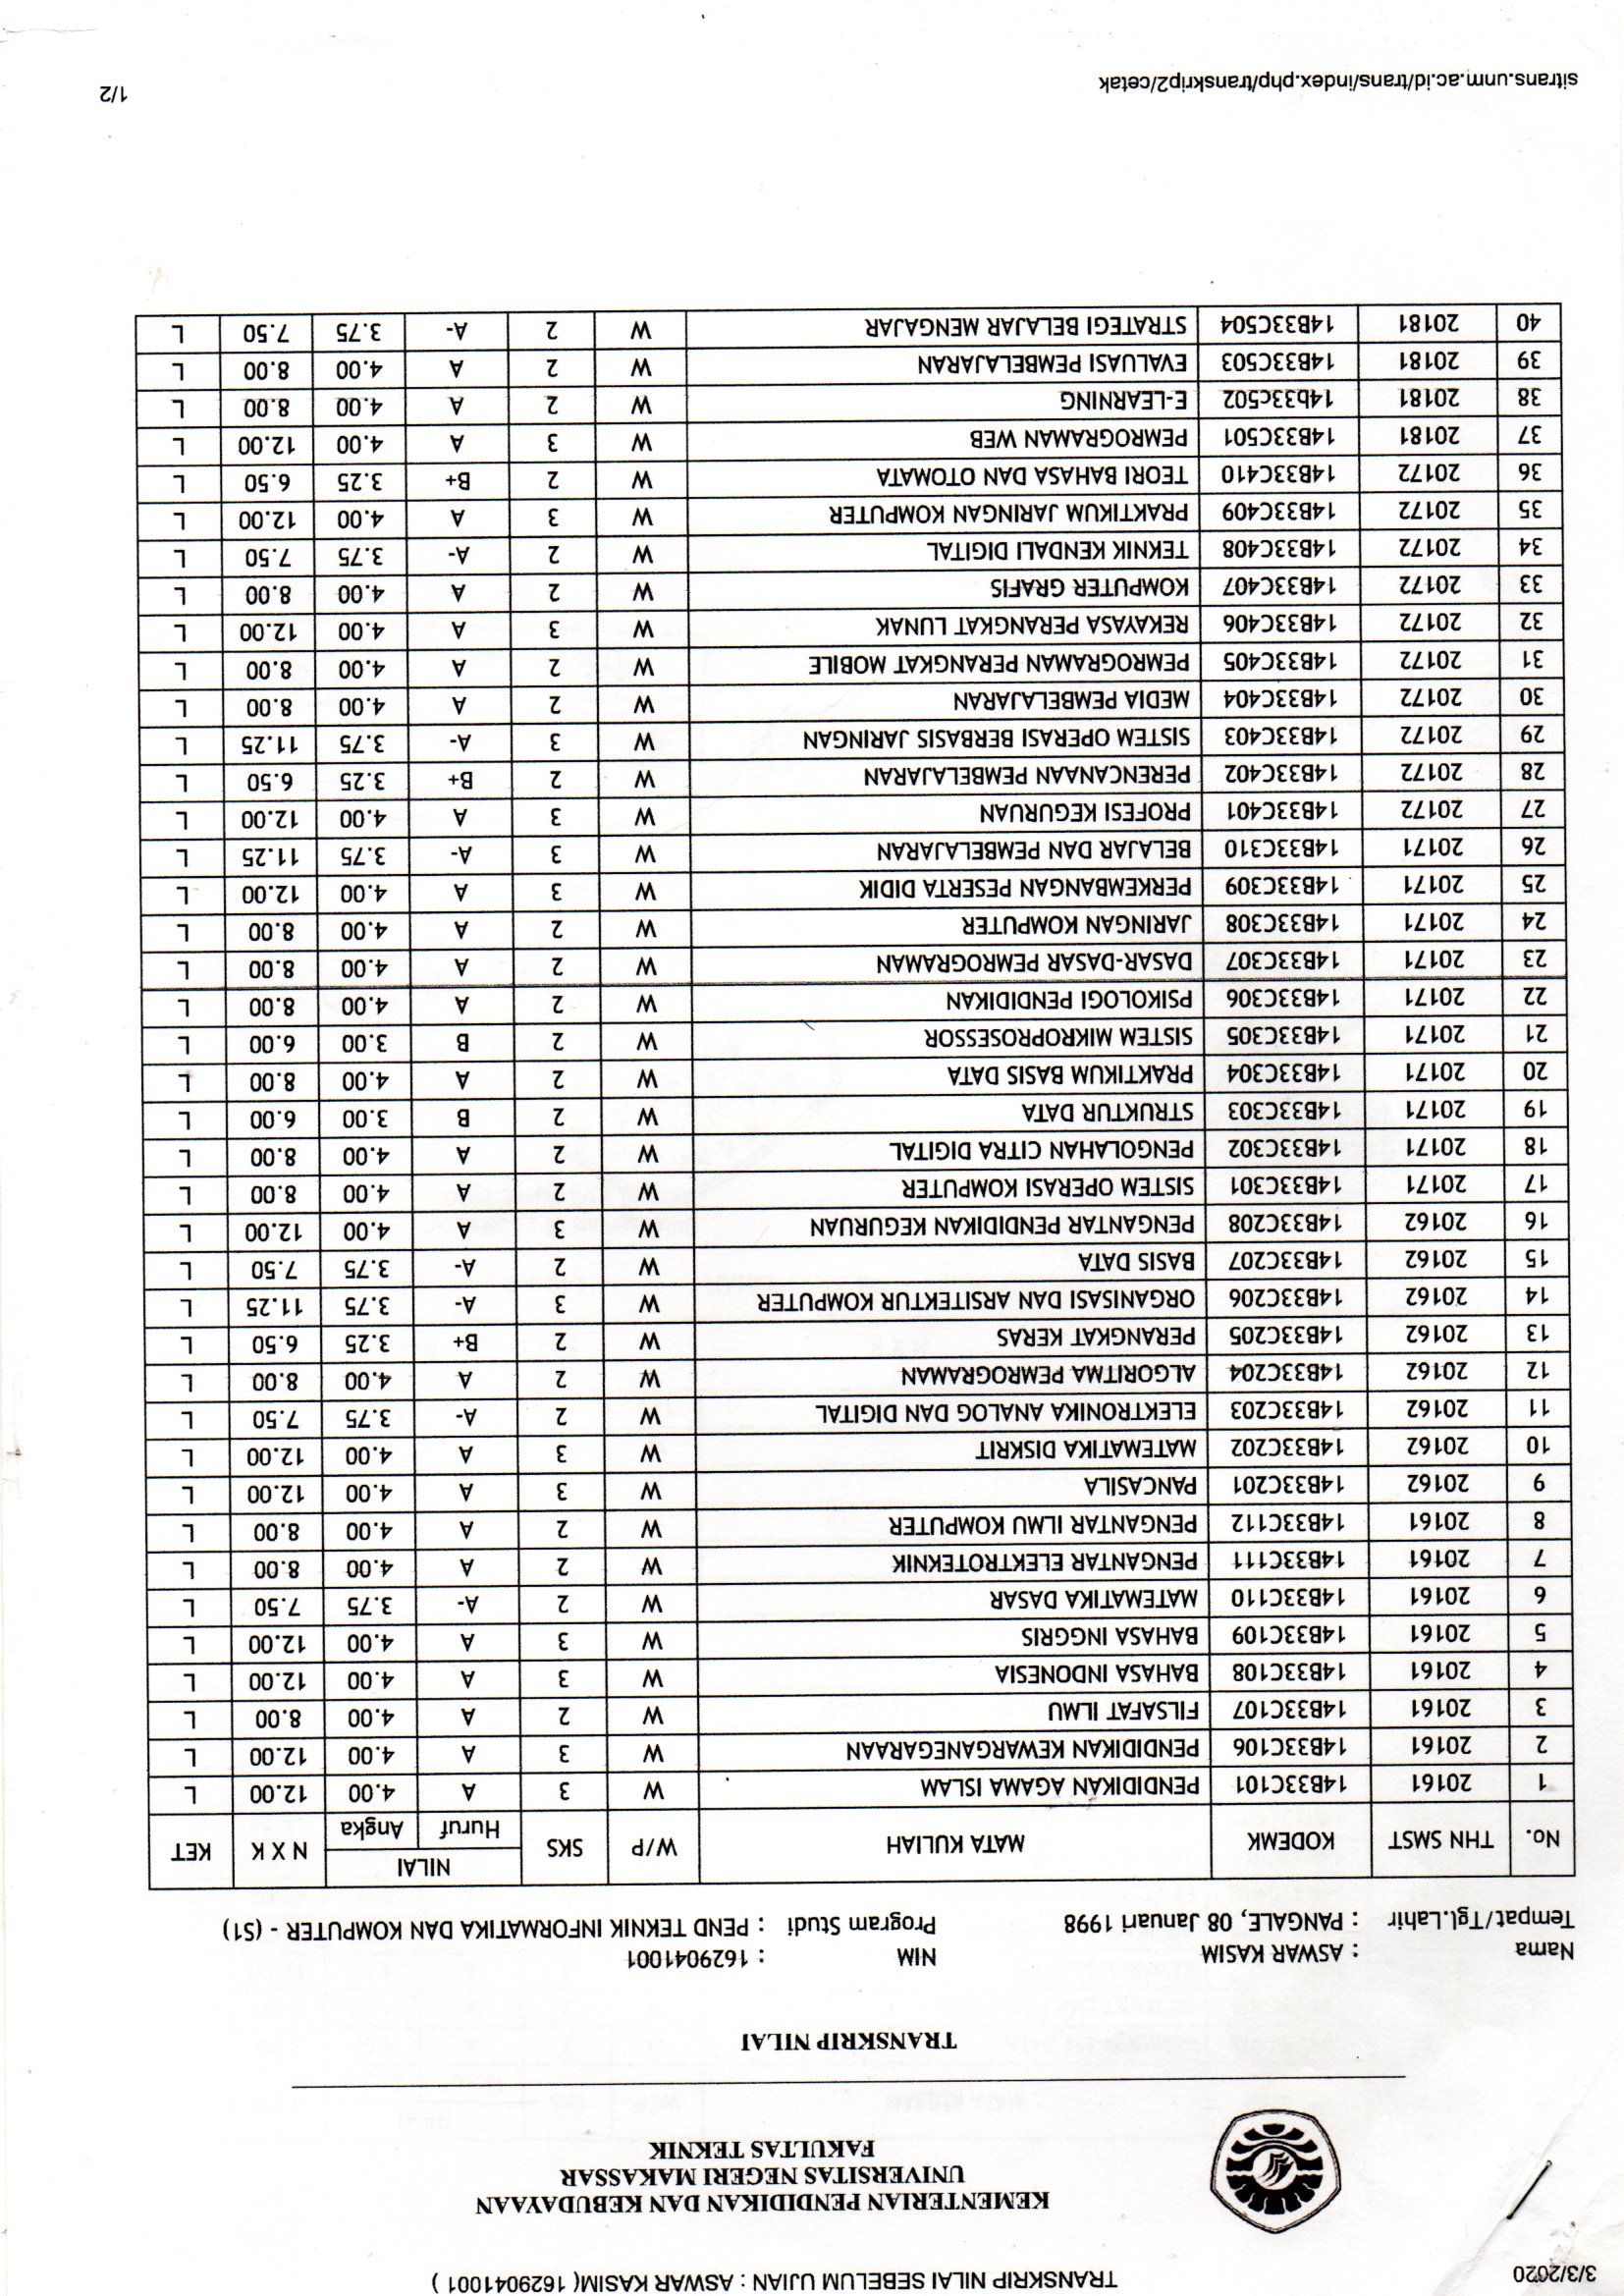 3/3/2020
TRANSKRIP NILAI SEBELUM UJIAN : ASWAR KASIM( 1629041001 )
KEMENTERIAN PENDIDIKAN DAN KEBUDAYAAN
UNIVERSITAS NEGERI MAKASSAR
FAKULTAS TEKNIK
TRANSKRIP NILAI
Nama : ASWAR KASIM NIM : 1629041001
Tempat/Tgl.Lahir : PANGALE, 08 Januari 1998 Program Studi : PEND TEKNIK INFORMATIKA DAN KOMPUTER - (S1)
No. THN SMST KODEMK MATA KULIAH W/P SKS NILAI N X K KET
Huruf Angka
1 20161 14B33C101 PENDIDIKAN AGAMA ISLAM W 3 A 4.00 12.00 L
2 20161 14B33C106 PENDIDIKAN KEWARGANEGARAAN W 3 A 4.00 12.00 L
3 20161 14B33C107 FILSAFAT ILMU W 2 A 4.00 8.00 L
4 20161 14B33C108 BAHASA INDONESIA W 3 A 4.00 12.00 L
5 20161 14B33C109 BAHASA INGGRIS W 3 A 4.00 12.00 L
6 20161 14B33C110 MATEMATIKA DASAR W 2 A- 3.75 7.50 L
7 20161 14B33C111 PENGANTAR ELEKTROTEKNIK W 2 A 4.00 8.00 L
8 20161 14B33C112 PENGANTAR ILMU KOMPUTER W 2 A 4.00 8.00 L
9 20162 14B33C201 PANCASILA W 3 A 4.00 12.00 L
10 20162 14B33C202 MATEMATIKA DISKRIT W 3 A 4.00 12.00 L
11 20162 14B33C203 ELEKTRONIKA ANALOG DAN DIGITAL W 2 A- 3.75 7.50 L
12 20162 14B33C204 ALGORITMA PEMROGRAMAN W 2 A 4.00 8.00 L
13 20162 14B33C205 PERANGKAT KERAS W 2 B+ 3.25 6.50 L
14 20162 14B33C206 ORGANISASI DAN ARSITEKTUR KOMPUTER W 3 A- 3.75 11.25 L
15 20162 14B33C207 BASIS DATA W 2 A- 3.75 7.50 L
16 20162 14B33C208 PENGANTAR PENDIDIKAN KEGURUAN W 3 A 4.00 12.00 L
17 20171 14B33C301 SISTEM OPERASI KOMPUTER W 2 A 4.00 8.00 L
18 20171 14B33C302 PENGOLAHAN CITRA DIGITAL W 2 A 4.00 8.00 L
19 20171 14B33C303 STRUKTUR DATA W 2 B 3.00 6.00 L
20 20171 14B33C304 PRAKTIKUM BASIS DATA W 2 A 4.00 8.00 L
21 20171 14B33C305 SISTEM MIKROPROSESSOR W 2 B 3.00 6.00 L
22 20171 14B33C306 PSIKOLOGI PENDIDIKAN W 2 A 4.00 8.00 L
23 20171 14B33C307 DASAR-DASAR PEMROGRAMAN W 2 A 4.00 8.00 L
24 20171 14B33C308 JARINGAN KOMPUTER W 2 A 4.00 8.00 L
25 20171 14B33C309 PERKEMBANGAN PESERTA DIDIK W 3 A 4.00 12.00 L
26 20171 14B33C310 BELAJAR DAN PEMBELAJARAN W 3 A- 3.75 11.25 L
27 20172 14B33C401 PROFESI KEGURUAN W 3 A 4.00 12.00 L
28 20172 14B33C402 PERENCANAAN PEMBELAJARAN W 2 B+ 3.25 6.50 L
29 20172 14B33C403 SISTEM OPERASI BERBASIS JARINGAN W 3 A- 3.75 11.25 L
30 20172 14B33C404 MEDIA PEMBELAJARAN W 2 A 4.00 8.00 L
31 20172 14B33C405 PEMROGRAMAN PERANGKAT MOBILE W 2 A 4.00 8.00 L
32 20172 14B33C406 REKAYASA PERANGKAT LUNAK W 3 A 4.00 12.00 L
33 20172 14B33C407 KOMPUTER GRAFIS W 2 A 4.00 8.00 L
34 20172 14B33C408 TEKNIK KENDALI DIGITAL W 2 A- 3.75 7.50 L
35 20172 14B33C409 PRAKTIKUM JARINGAN KOMPUTER W 3 A 4.00 12.00 L
36 20172 14B33C410 TEORI BAHASA DAN OTOMATA W 2 B+ 3.25 6.50 L
37 20181 14B33C501 PEMROGRAMAN WEB W 3 A 4.00 12.00 L
38 20181 14b33c502 E-LEARNING W 2 A 4.00 8.00 L
39 20181 14B33C503 EVALUASI PEMBELAJARAN W 2 A 4.00 8.00 L
40 20181 14B33C504 STRATEGI BELAJAR MENGAJAR W 2 A- 3.75 7.50 L
sitrans.unm.ac.id/trans/index.php/transkrip2/cetak
1/2